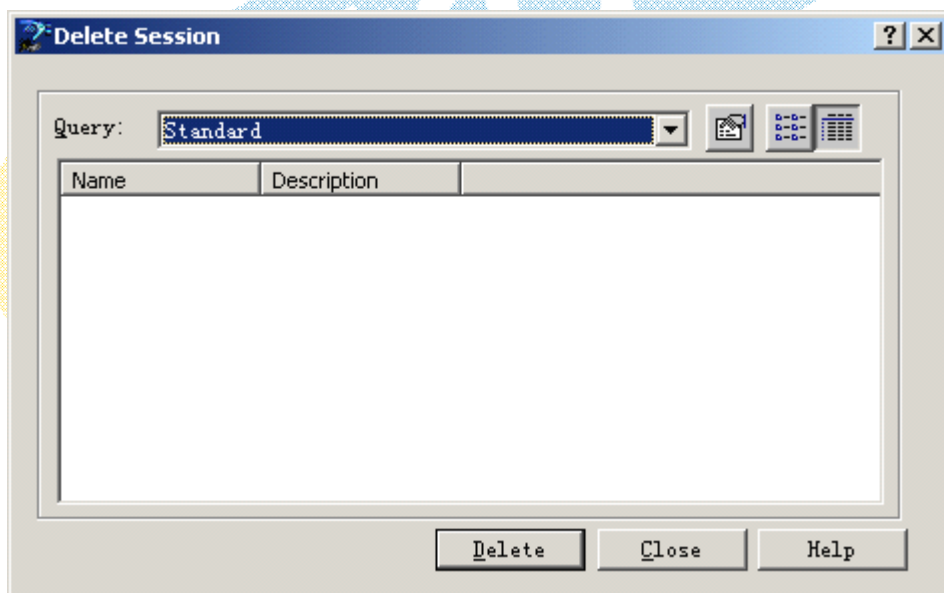 Delete Session
Query: Standard
Name Description
Delete Close Help